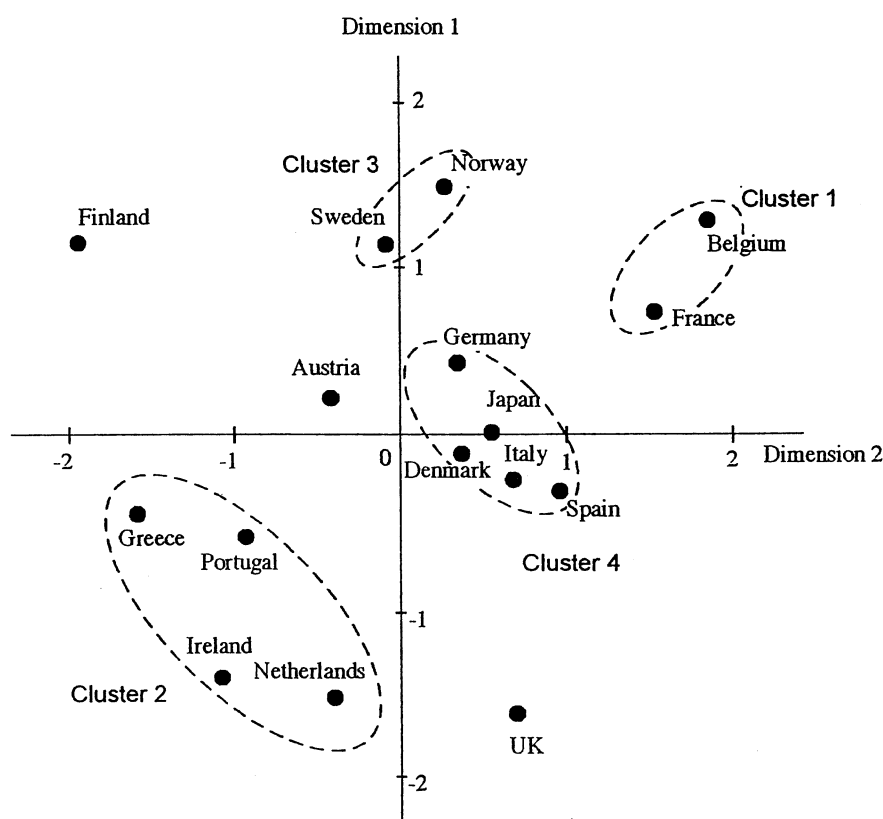 Dimension 1
2
Cluster 3
Norway
Cluster 1
Finland
Sweden
Belgium
1
France
Germany
Austria
Japan
-2
-1
0
1
2
Dimension 2
Italy
Denmark
Spain
Greece
Portugal
Cluster 4
-1
Ireland
Netherlands
Cluster 2
UK
-2